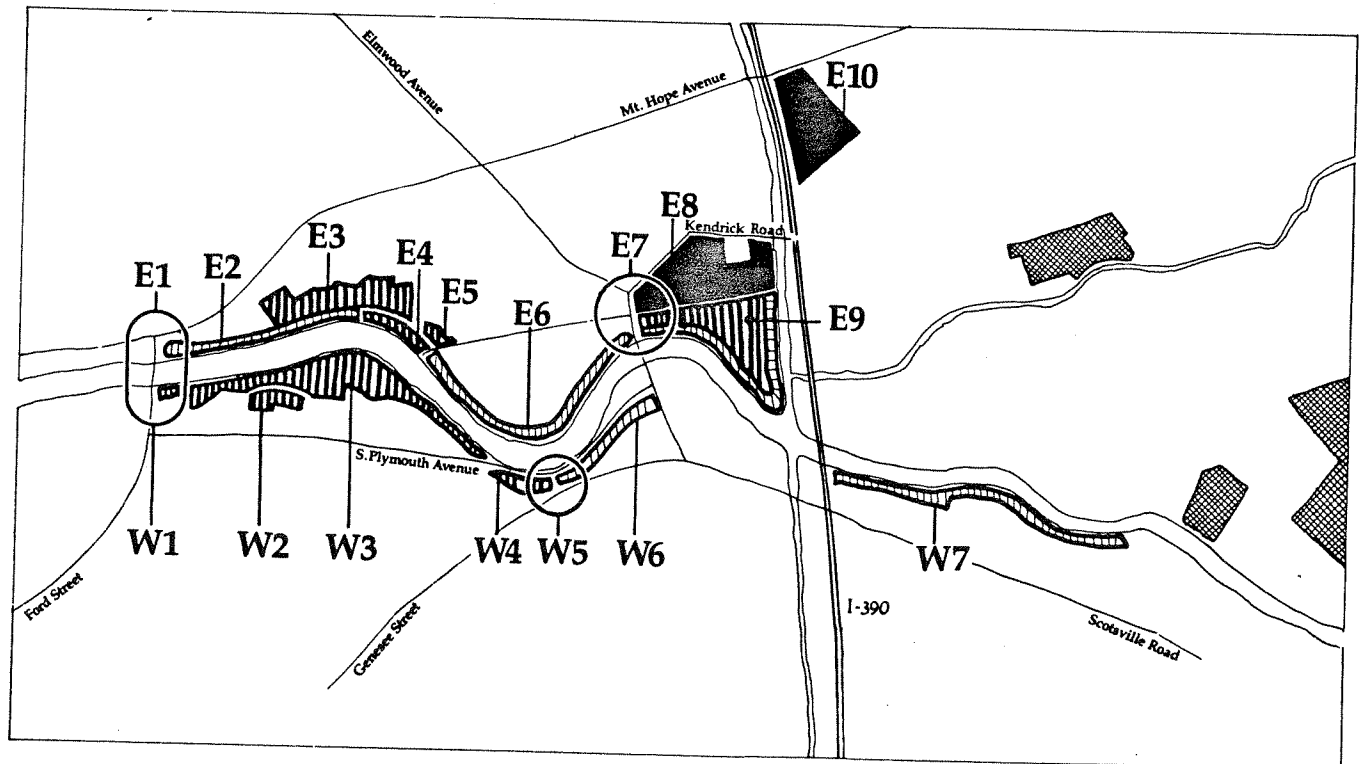 Elmwood Avenue
Mt. Hope Avenue
E10
E8
Kendrick Road
E7
E3
E4
E2
E1
E5
E6
E9
S.Plymouth Avenue
W1
W2
W3
W4
W5
W6
W7
Ford Street
Genesee Street
I-390
Scotsville Road